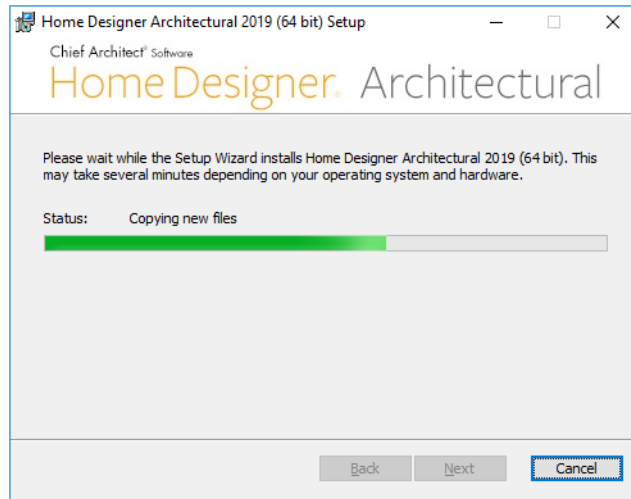 Home Designer Architectural 2019 (64 bit) Setup
Chief Architect® Software
Home Designer® Architectural
Please wait while the Setup Wizard installs Home Designer Architectural 2019 (64 bit). This
may take several minutes depending on your operating system and hardware.
Status: Copying new files
Back Next Cancel